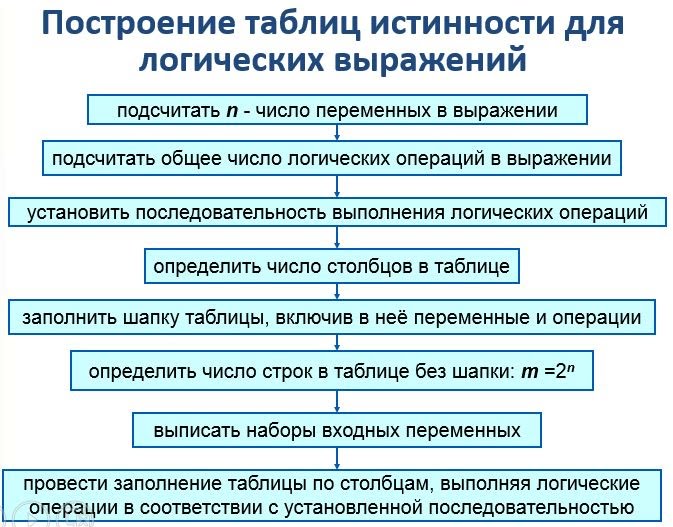 Построение таблиц истинности для
логических выражений
подсчитать n - число переменных в выражении
подсчитать общее число логических операций в выражении
установить последовательность выполнения логических операций
определить число столбцов в таблице
заполнить шапку таблицы, включив в неё переменные и операции
определить число строк в таблице без шапки: m =2ⁿ
выписать наборы входных переменных
провести заполнение таблицы по столбцам, выполняя логические
операции в соответствии с установленной последовательностью